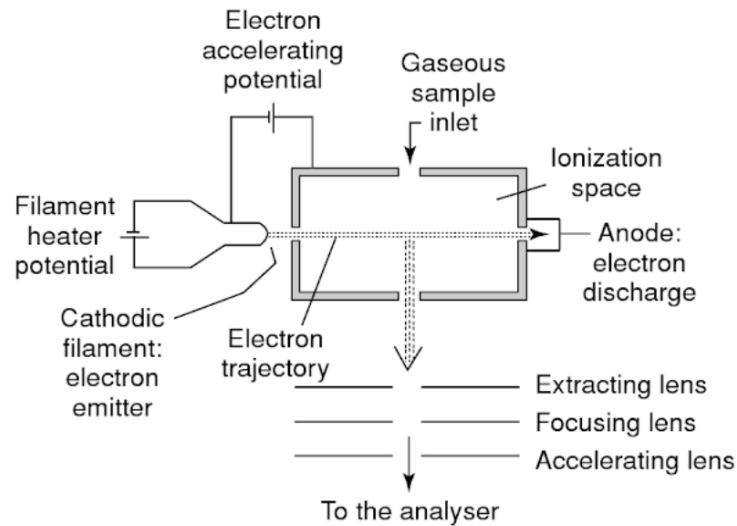 Electron
accelerating
potential
Gaseous
sample
inlet
Ionization
space
Filament
heater
potential
Anode:
electron
discharge
Cathodic
filament:
electron
emitter
Electron
trajectory
Extracting lens
Focusing lens
Accelerating lens
To the analyser